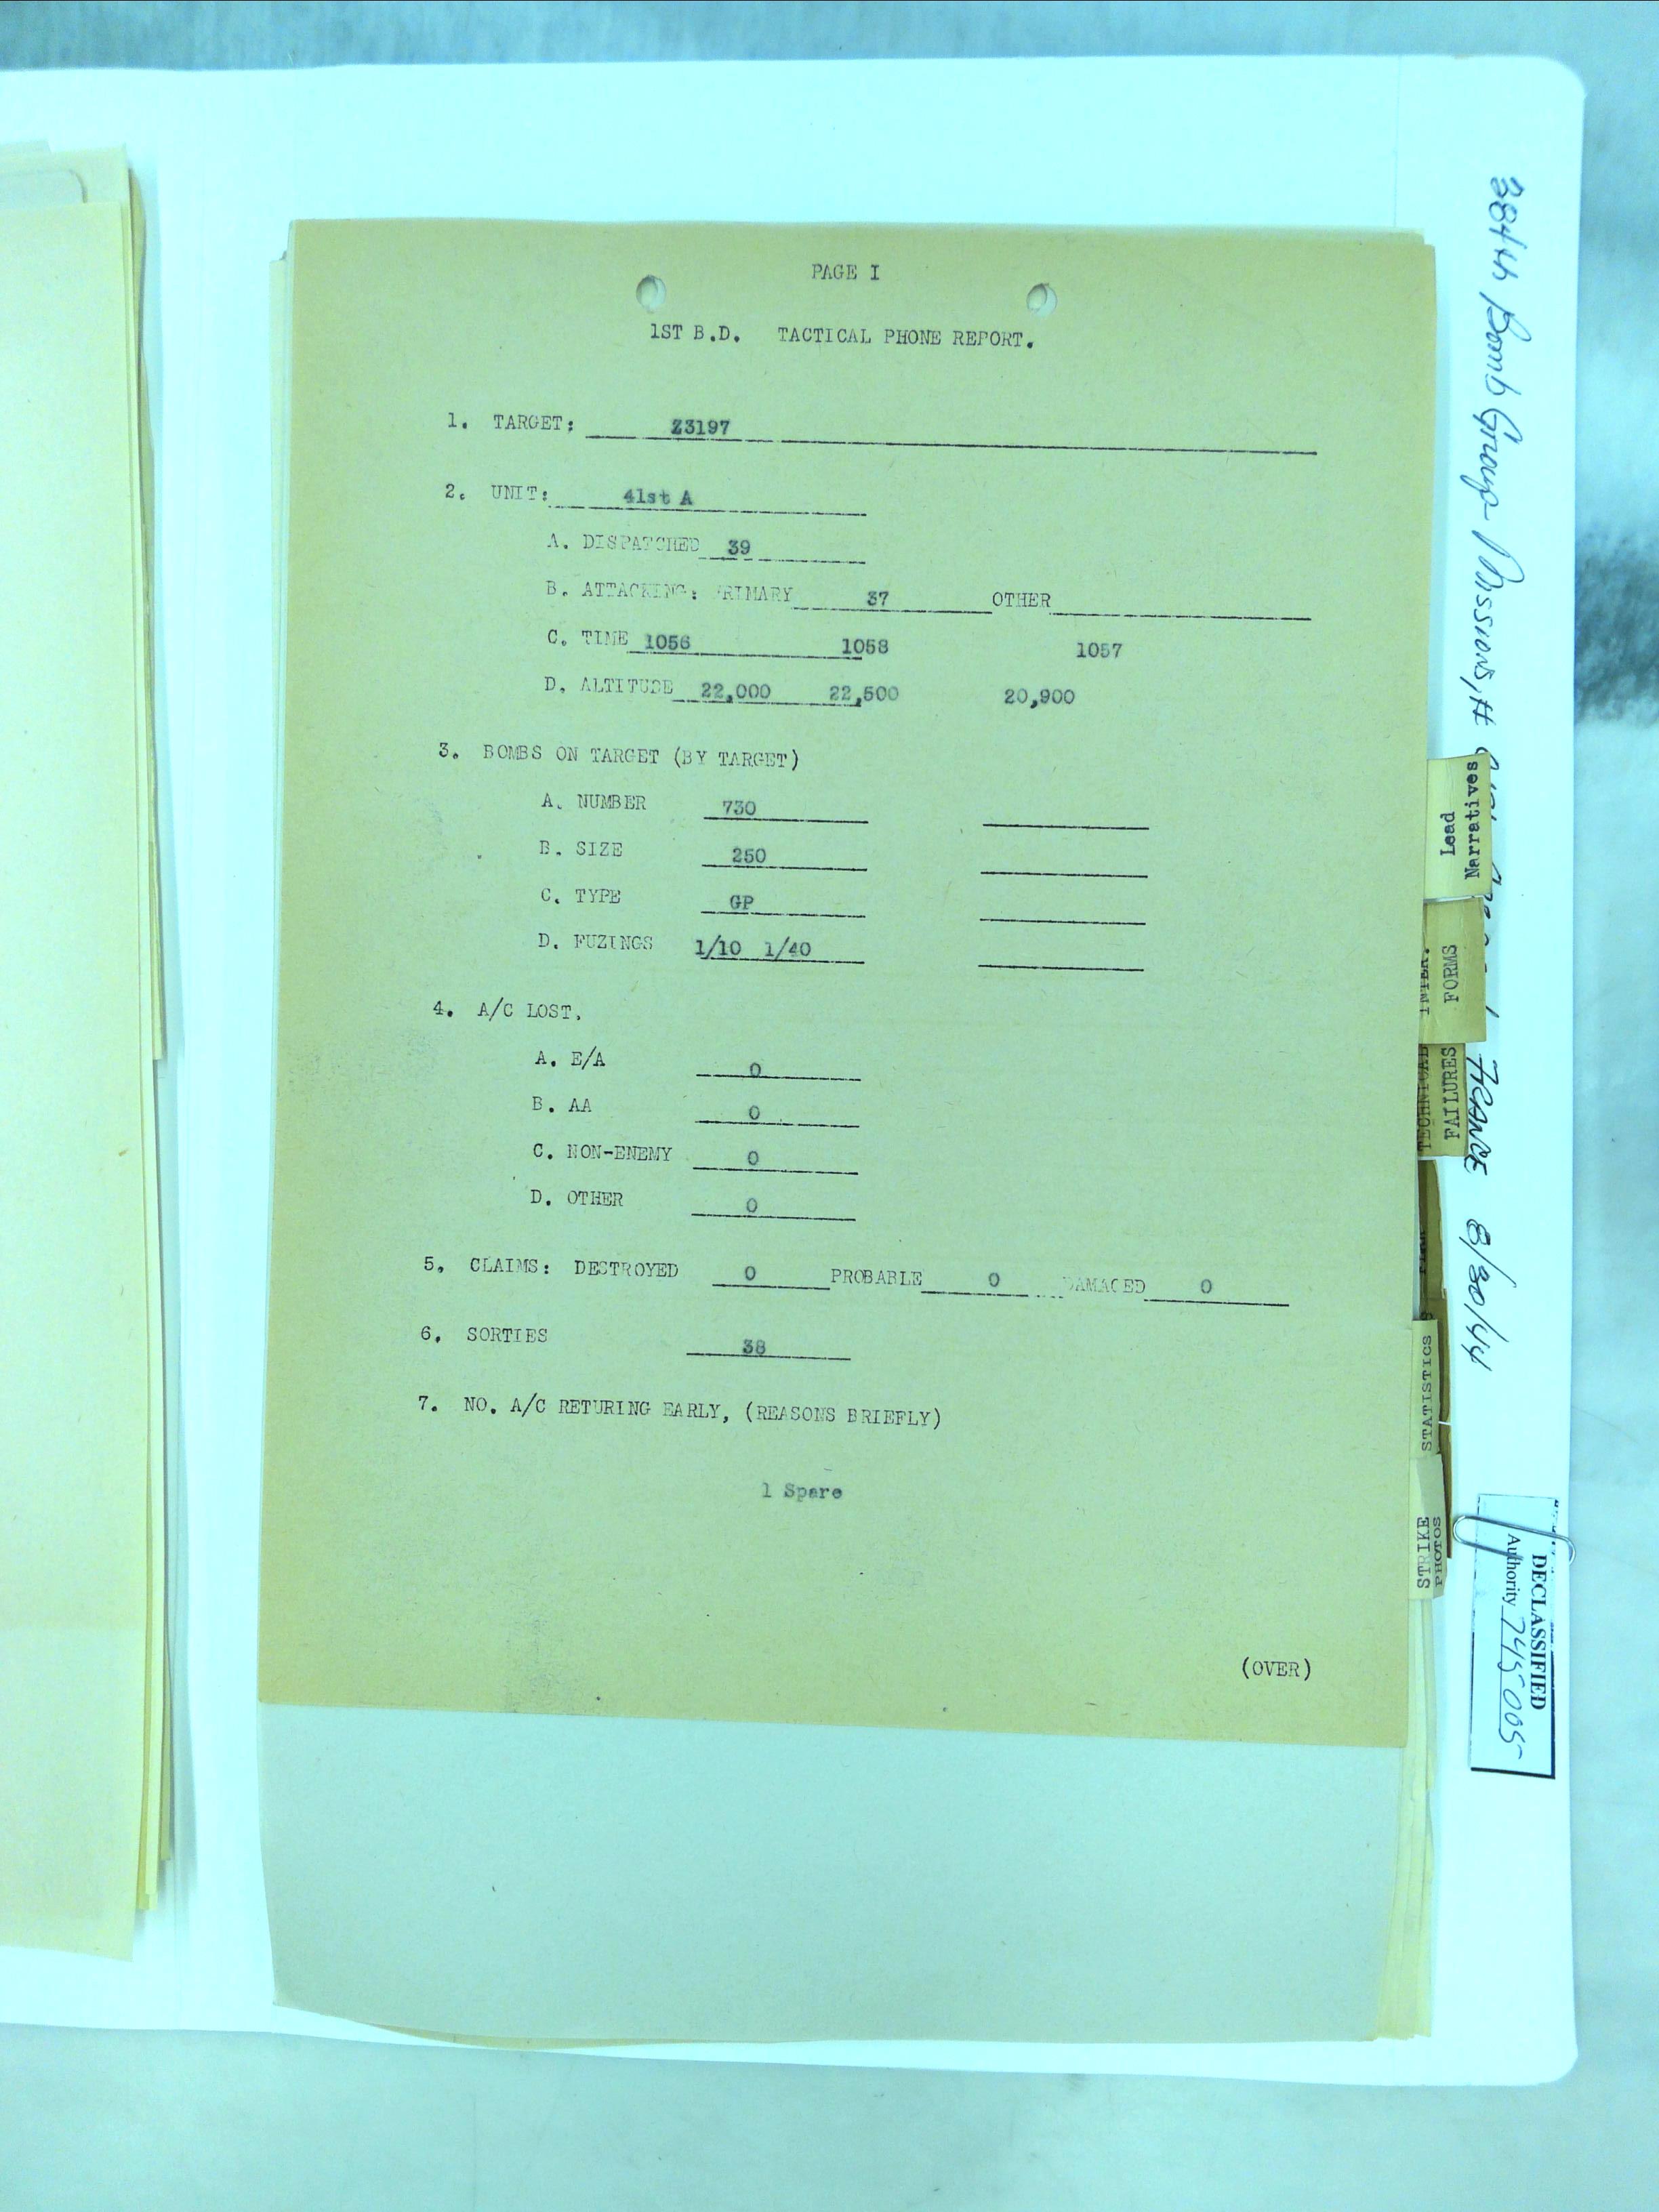 PAGE I
1ST B.D. TACTICAL PHONE REPORT.
1. TARGET: Z3197
2. UNIT: 41st A
A. DISPATCHED 39
B. ATTACKING: PRIMARY 37 OTHER
C. TIME 1056 1058 1057
D. ALTITUDE 22,000 22,500 20,900
3. BOMBS ON TARGET (BY TARGET)
A. NUMBER 730
B. SIZE 250
C. TYPE GP
D. FUZINGS 1/10 1/40
4. A/C LOST.
A. E/A 0
B. AA 0
C. NON-ENEMY 0
D. OTHER 0
5. CLAIMS: DESTROYED 0 PROBABLE 0 DAMAGED 0
6. SORTIES 38
7. NO. A/C RETURING EARLY, (REASONS BRIEFLY)
1 Spare
(OVER)
384th Bomb Group Missions, #
FRANCE 8/30/44
Lead
Narratives
INTER.
FORMS
TECHNICAL
FAILURES
STATISTICS
STRIKE
PHOTOS
DECLASSIFIED
Authority 745005